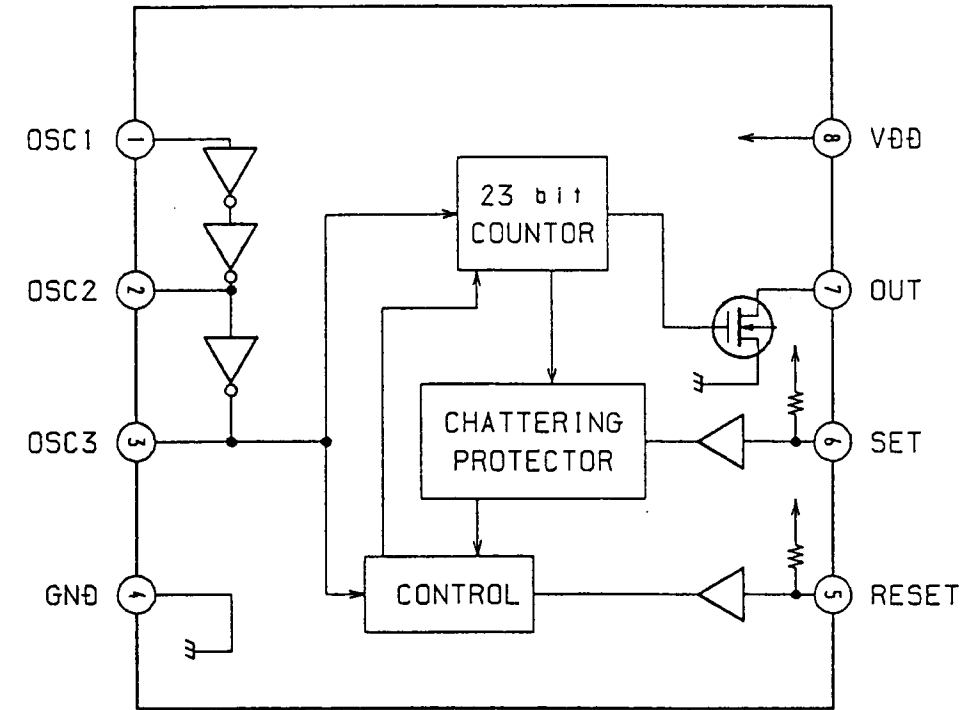 OSC1
1
8
VDD
23 bit
COUNTOR
OSC2
2
7
OUT
CHATTERING
PROTECTOR
OSC3
3
6
SET
GND
4
CONTROL
5
RESET